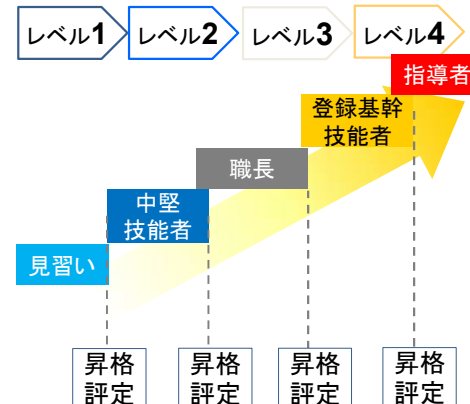 レベル1
レベル2
レベル3
レベル4
指導者
登録基幹
技能者
職長
中堅
技能者
見習い
昇格
評定
昇格
評定
昇格
評定
昇格
評定